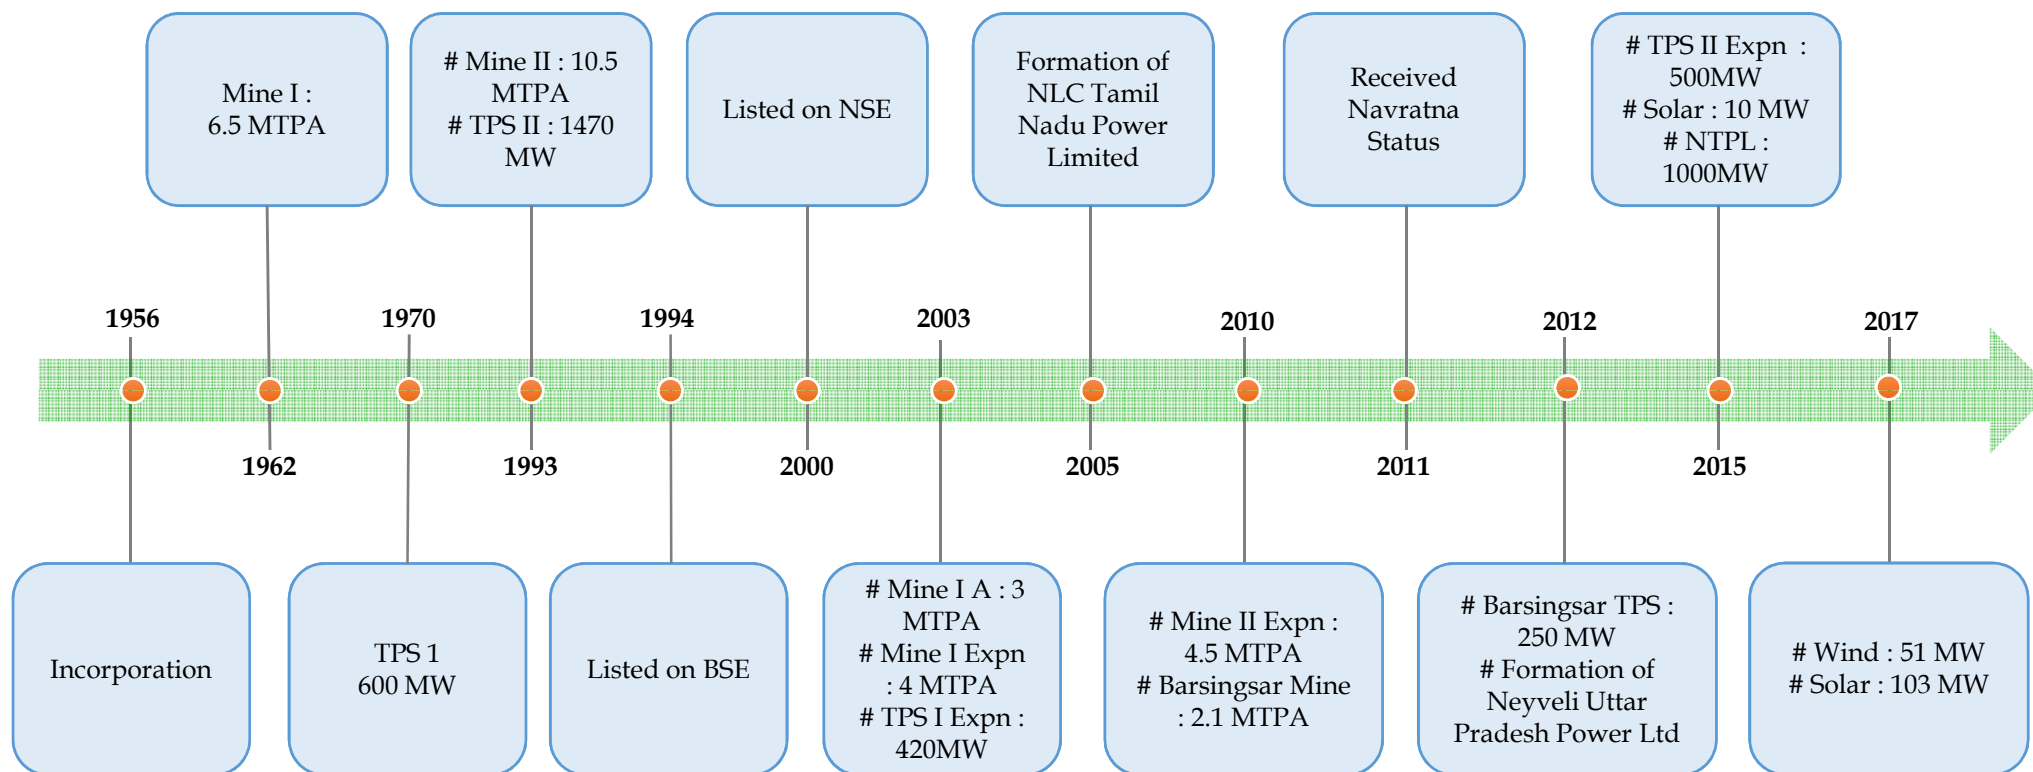 Mine I :
6.5 MTPA
# Mine II : 10.5
MTPA
# TPS II : 1470
MW
Listed on NSE
Formation of
NLC Tamil
Nadu Power
Limited
Received
Navratna
Status
# TPS II Expn :
500MW
# Solar : 10 MW
# NTPL :
1000MW
1956
1970
1994
2003
2010
2012
2017
1962
1993
2000
2005
2011
2015
Incorporation
TPS 1
600 MW
Listed on BSE
# Mine I A : 3
MTPA
# Mine I Expn
: 4 MTPA
# TPS I Expn :
420MW
# Mine II Expn :
4.5 MTPA
# Barsingsar Mine
: 2.1 MTPA
# Barsingsar TPS :
250 MW
# Formation of
Neyveli Uttar
Pradesh Power Ltd
# Wind : 51 MW
# Solar : 103 MW